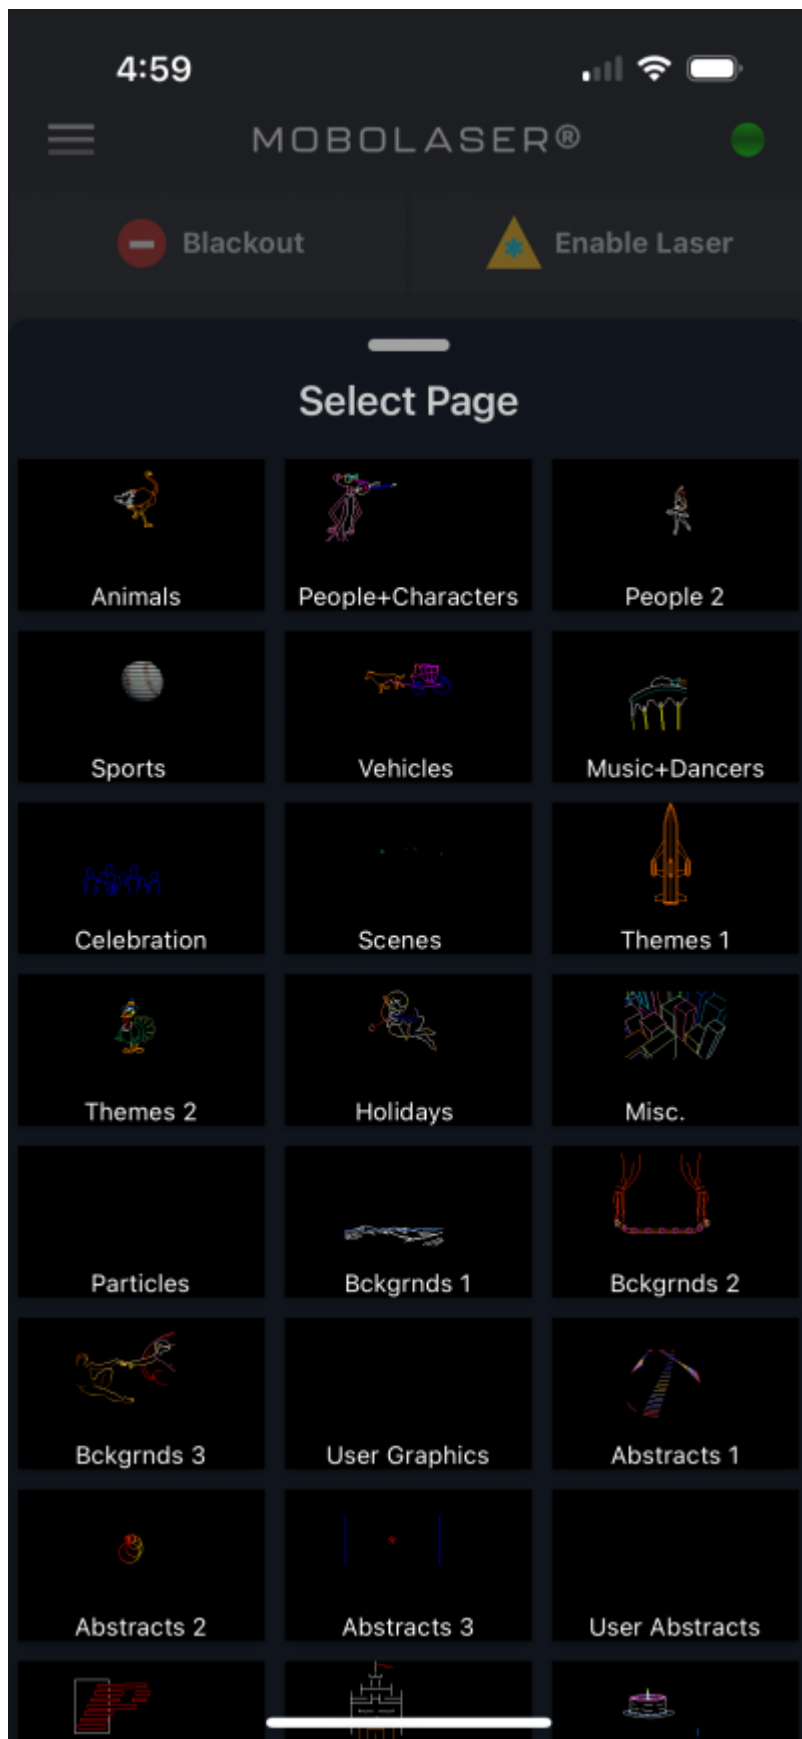 4:59
MOBOLASER®
Blackout
Enable Laser
Select Page
Animals
People+Characters
People 2
Sports
Vehicles
Music+Dancers
Celebration
Scenes
Themes 1
Themes 2
Holidays
Misc.
Particles
Bckgrnds 1
Bckgrnds 2
Bckgrnds 3
User Graphics
Abstracts 1
Abstracts 2
Abstracts 3
User Abstracts